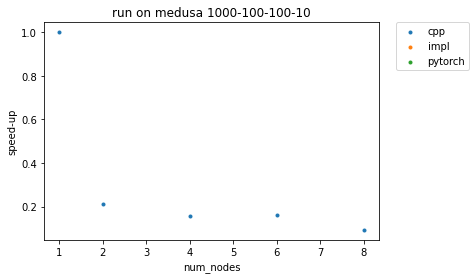 run on medusa 1000-100-100-10
cpp
impl
pytorch
speed-up
1.0
0.8
0.6
0.4
0.2
1 2 3 4 5 6 7 8
num_nodes